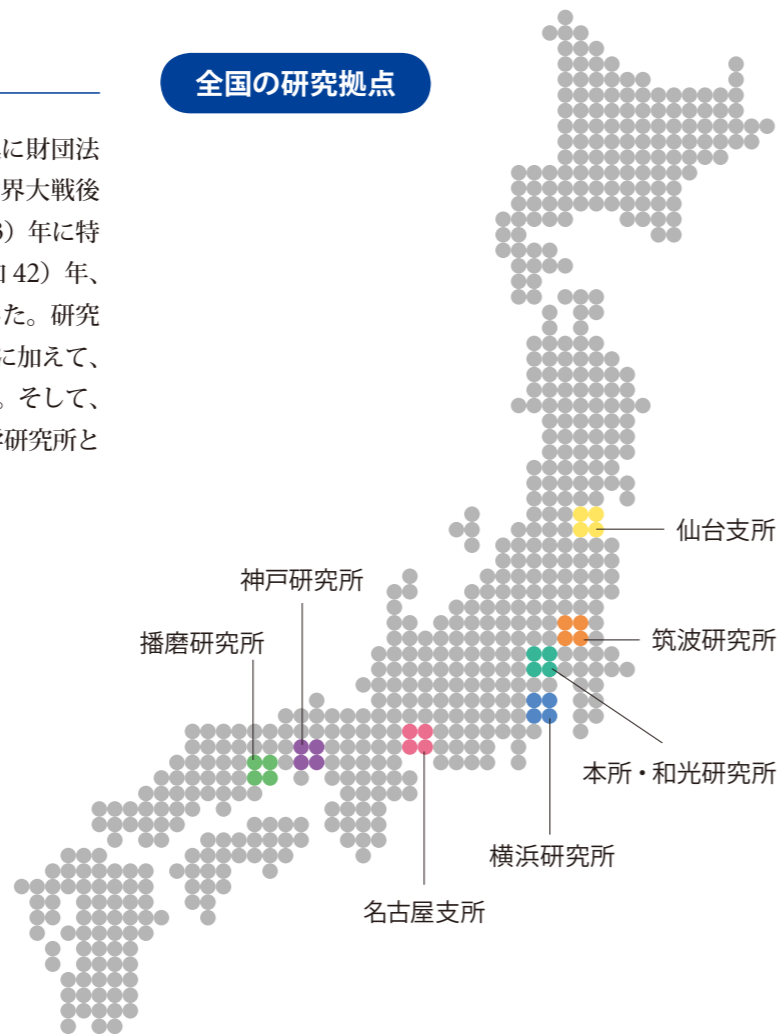 全国の研究拠点
に財団法
界大戦後
）年に特
42）年、
た。研究
に加えて、
。そして、
研究所と
仙台支所
神戸研究所
筑波研究所
播磨研究所
本所・和光研究所
横浜研究所
名古屋支所